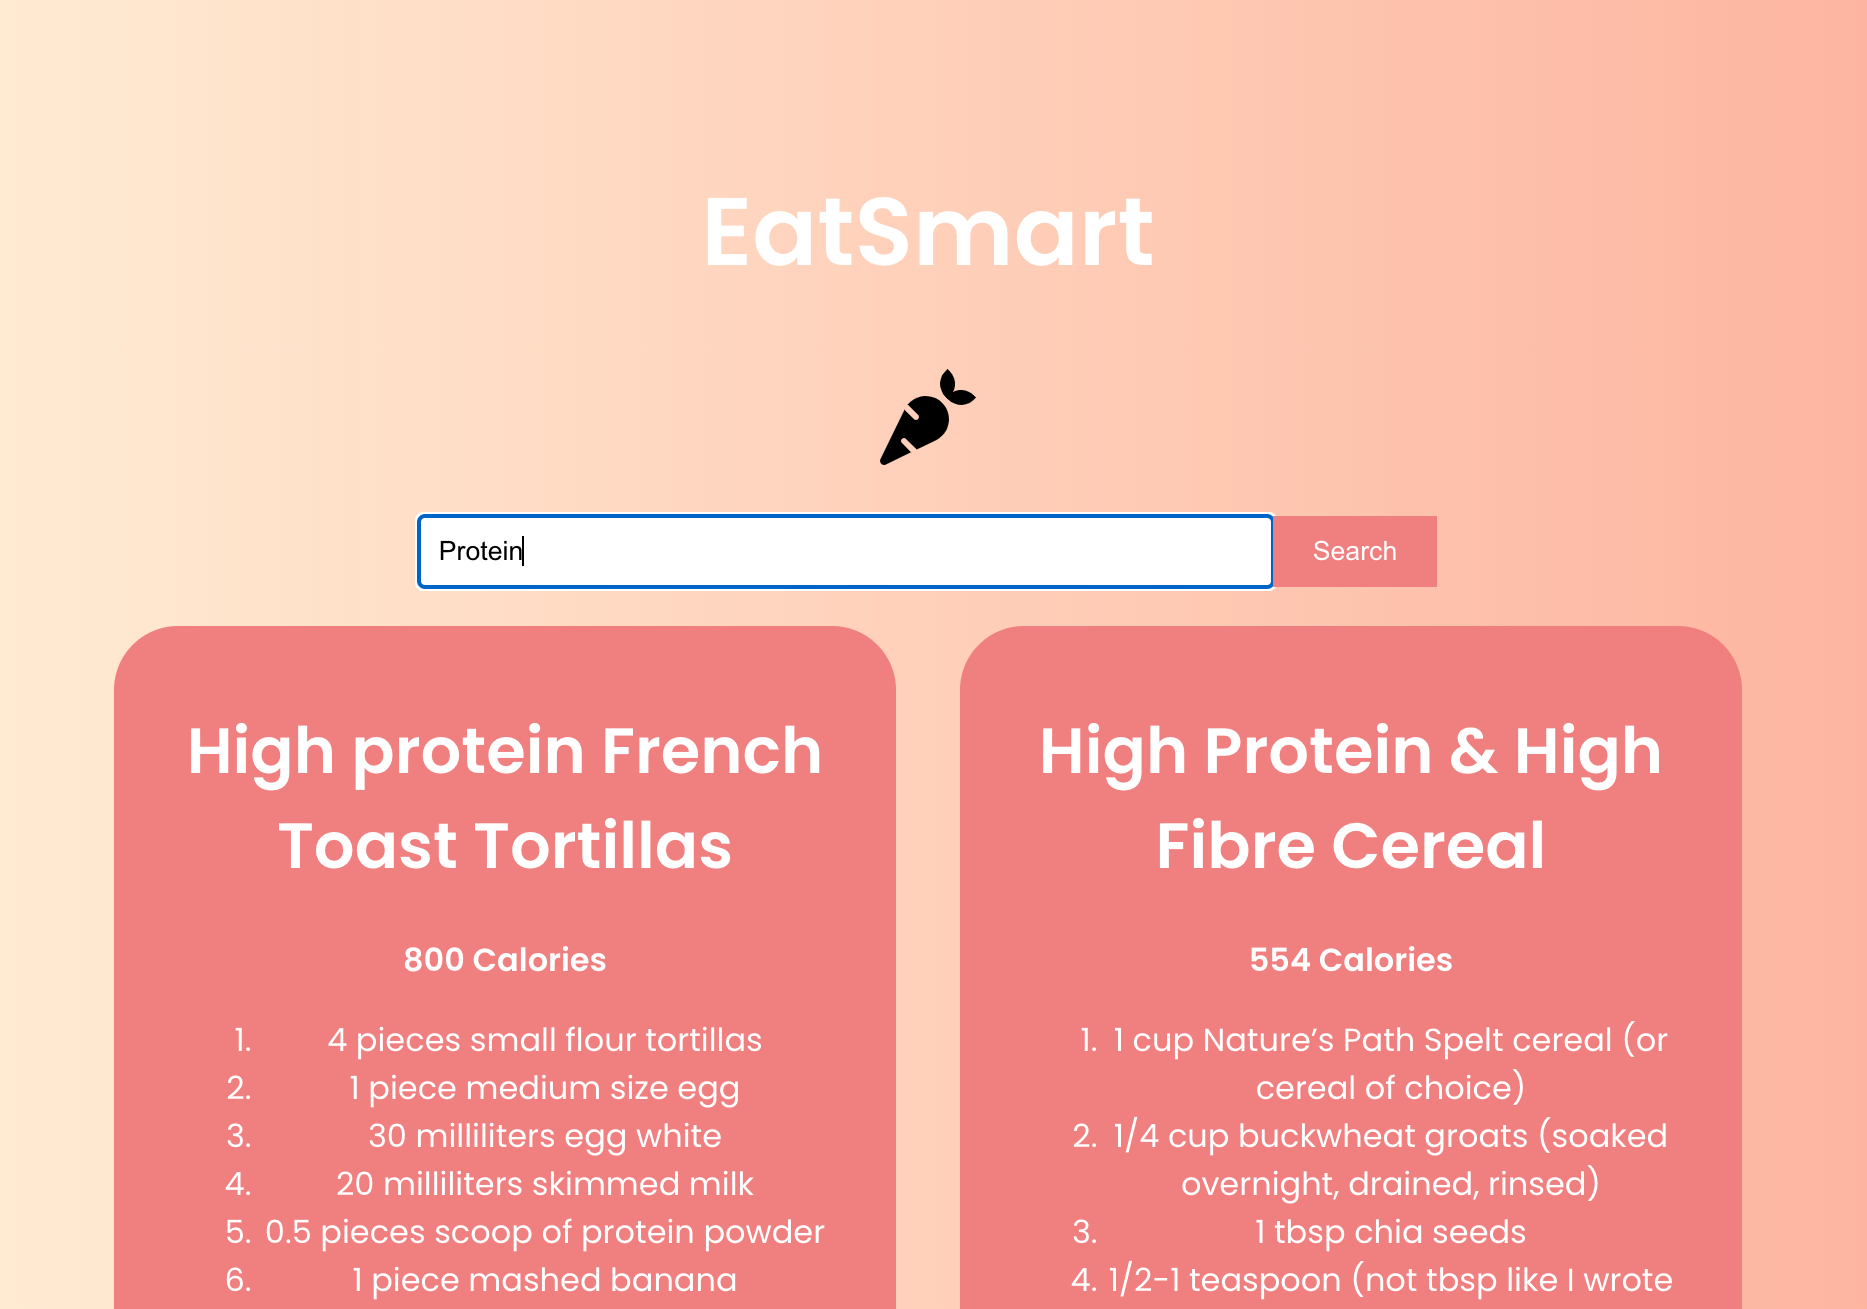 EatSmart
Protein
Search
High protein French
Toast Tortillas
800 Calories
1. 4 pieces small flour tortillas
2. 1 piece medium size egg
3. 30 milliliters egg white
4. 20 milliliters skimmed milk
5. 0.5 pieces scoop of protein powder
6. 1 piece mashed banana
High Protein & High
Fibre Cereal
554 Calories
1. 1 cup Nature’s Path Spelt cereal (or
cereal of choice)
2. 1/4 cup buckwheat groats (soaked
overnight, drained, rinsed)
3. 1 tbsp chia seeds
4. 1/2-1 teaspoon (not tbsp like I wrote